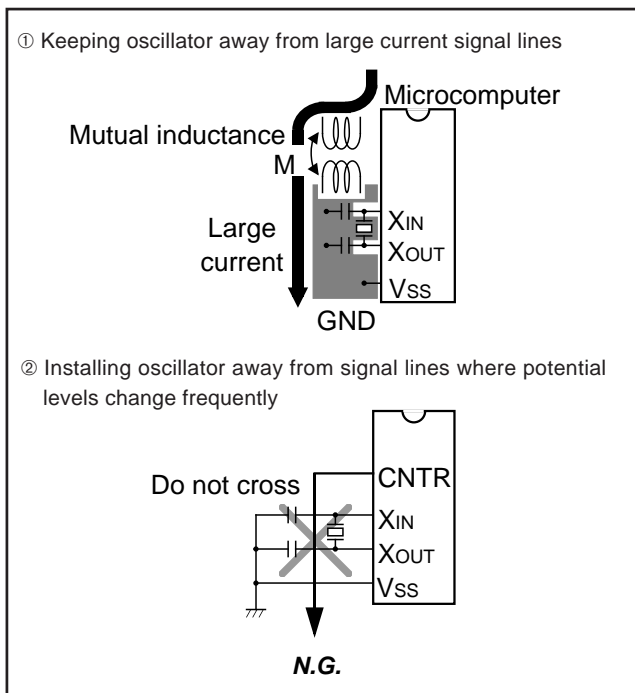 ① Keeping oscillator away from large current signal lines
Microcomputer
Mutual inductance
M
Large
current
XIN
XOUT
VSS
GND
② Installing oscillator away from signal lines where potential
levels change frequently
Do not cross
CNTR
XIN
XOUT
VSS
N.G.